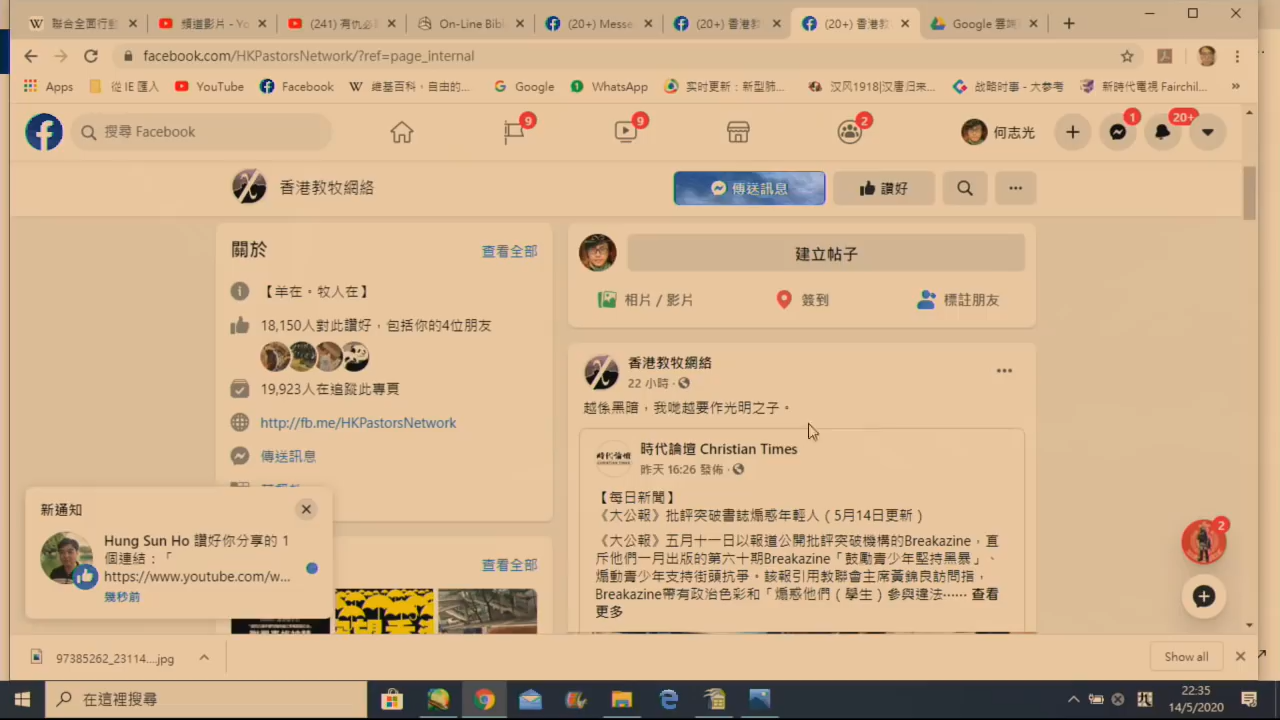 聯合全面行動
頻道影片 - Yo
(241) 有仇必
On-Line Bib
(20+) Messe
(20+) 香港教
(20+) 香港教
Google 雲端
facebook.com/HKPastorsNetwork/?ref=page_internal
Apps
從 IE 匯入
YouTube
Facebook
維基百科，自由的...
Google
WhatsApp
实时更新：新型肺...
汉风1918|汉唐归来...
战略时事 - 大参考
新時代電視 Fairchil...
»
搜尋 Facebook
9
9
2
何志光
1
20+
香港教牧網絡
傳送訊息
讚好
關於
查看全部
【羊在。牧人在】
18,150人對此讚好，包括你的4位朋友
19,923人在追蹤此專頁
http://fb.me/HKPastorsNetwork
傳送訊息
查看全部
建立帖子
相片 / 影片
簽到
標註朋友
香港教牧網絡
22 小時 ·
越係黑暗，我哋越要作光明之子。
時代論壇
時代論壇 Christian Times
昨天 16:26 發佈 ·
【每日新聞】
《大公報》批評突破書誌煽惑年輕人（5月14日更新）
《大公報》五月十一日以報道公開批評突破機構的Breakazine，直
斥他們一月出版的第六十期Breakazine「鼓勵青少年堅持黑暴」、
煽動青少年支持街頭抗爭。該報引用教聯會主席黃錦良訪問指，
Breakazine帶有政治色彩和「煽惑他們（學生）參與違法⋯⋯ 查看
更多
新通知
Hung Sun Ho 讚好你分享的 1
個連結：「
https://www.youtube.com/w...
幾秒前
2
97385262_23114....jpg
Show all
在這裡搜尋
22:35
14/5/2020